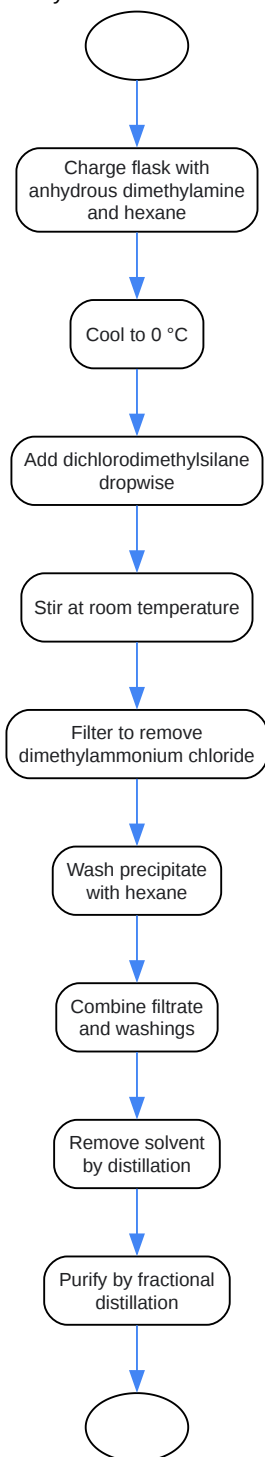 Charge flask with
anhydrous dimethylamine
and hexane
Cool to 0 °C
Add dichlorodimethylsilane
dropwise
Stir at room temperature
Filter to remove
dimethylammonium chloride
Wash precipitate
with hexane
Combine filtrate
and washings
Remove solvent
by distillation
Purify by fractional
distillation